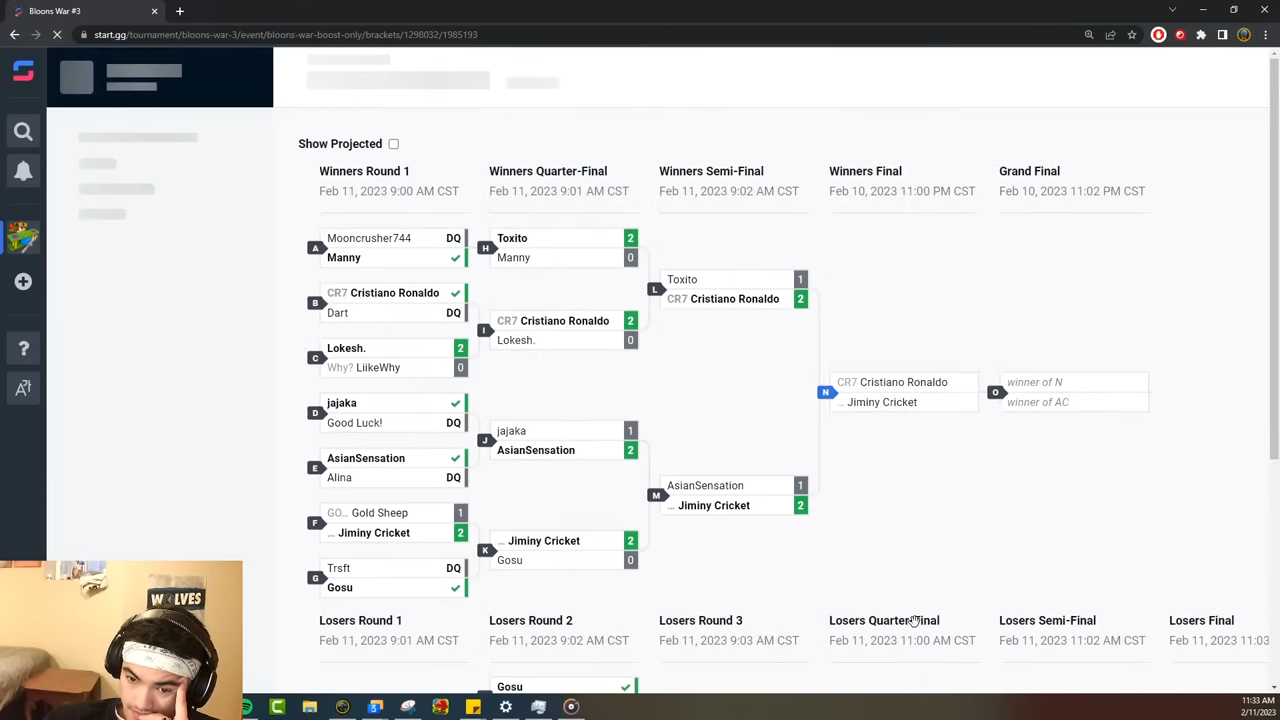 Bloons War #3
start.gg/tournament/bloons-war-3/event/bloons-war-boost-only/brackets/1298032/1985193
Show Projected
Winners Round 1
Feb 11, 2023 9:00 AM CST
Winners Quarter-Final
Feb 11, 2023 9:01 AM CST
Winners Semi-Final
Feb 11, 2023 9:02 AM CST
Winners Final
Feb 10, 2023 11:00 PM CST
Grand Final
Feb 10, 2023 11:02 PM CST
A
Mooncrusher744 DQ
Manny
B
CR7 Cristiano Ronaldo
Dart DQ
C
Lokesh. 2
Why? LiikeWhy 0
D
jajaka
Good Luck! DQ
E
AsianSensation
Alina DQ
F
GO... Gold Sheep 1
... Jiminy Cricket 2
G
Trsft DQ
Gosu
H
Toxito 2
Manny 0
I
CR7 Cristiano Ronaldo 2
Lokesh. 0
J
jajaka 1
AsianSensation 2
K
... Jiminy Cricket 2
Gosu 0
L
Toxito 1
CR7 Cristiano Ronaldo 2
M
AsianSensation 1
... Jiminy Cricket 2
N
CR7 Cristiano Ronaldo
... Jiminy Cricket
O
winner of N
winner of AC
Losers Round 1
Feb 11, 2023 9:01 AM CST
Losers Round 2
Feb 11, 2023 9:02 AM CST
Losers Round 3
Feb 11, 2023 9:03 AM CST
Losers Quarter-Final
Feb 11, 2023 11:00 AM CST
Losers Semi-Final
Feb 11, 2023 11:02 AM CST
Losers Final
Feb 11, 2023 11:03
Gosu
WOLVES
11:33 AM
2/11/2023